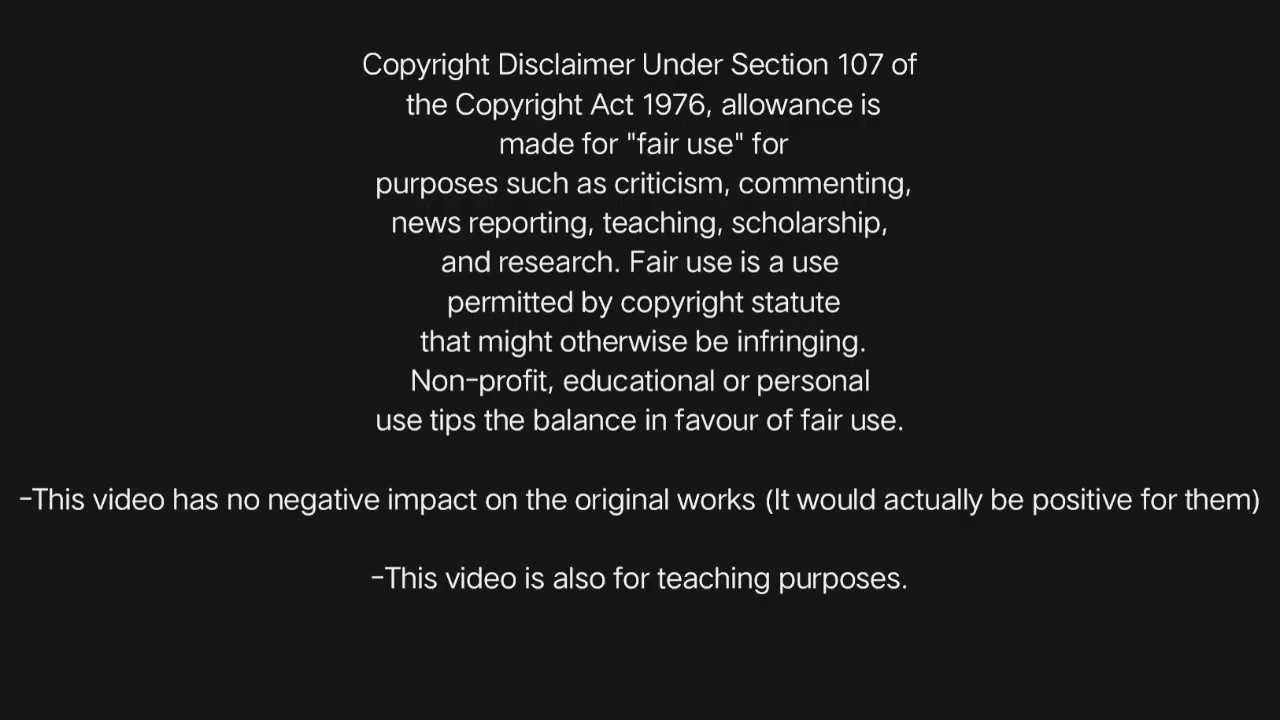 Copyright Disclaimer Under Section 107 of
the Copyright Act 1976, allowance is
made for "fair use" for
purposes such as criticism, commenting,
news reporting, teaching, scholarship,
and research. Fair use is a use
permitted by copyright statute
that might otherwise be infringing.
Non-profit, educational or personal
use tips the balance in favour of fair use.
-This video has no negative impact on the original works (It would actually be positive for them)
-This video is also for teaching purposes.